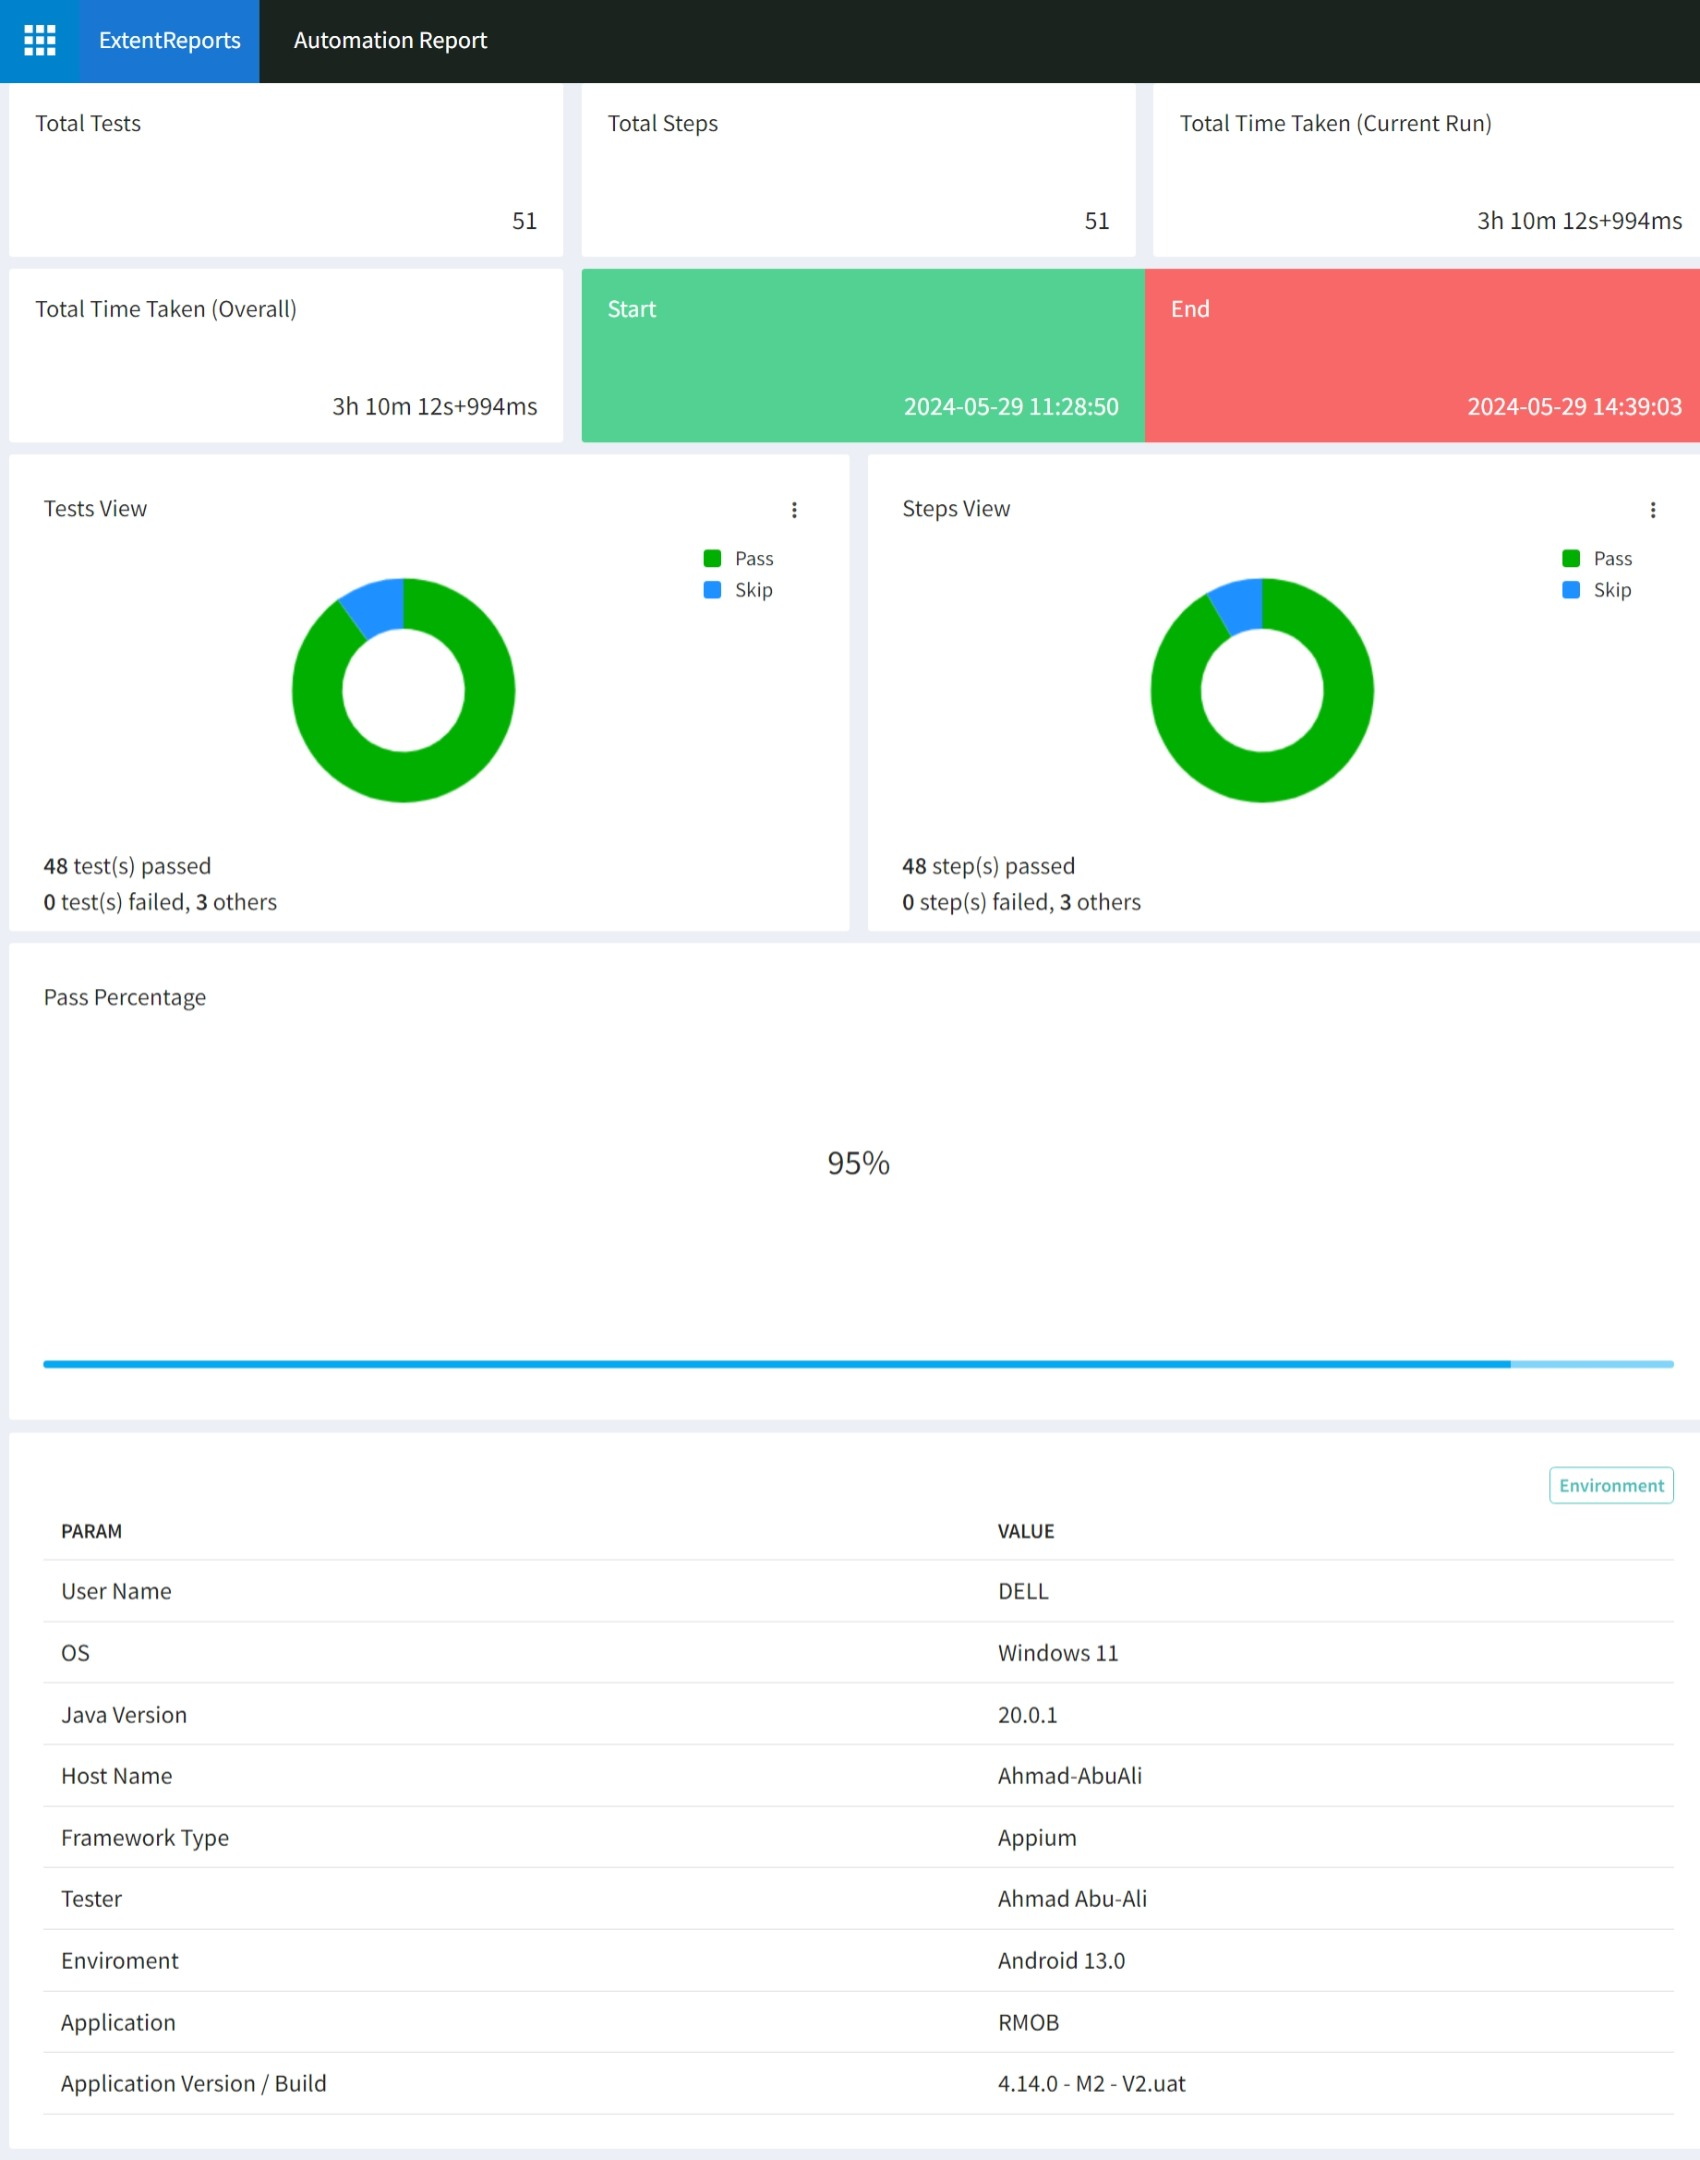 ExtentReports
Automation Report
Total Tests
51
Total Steps
51
Total Time Taken (Current Run)
3h 10m 12s+994ms
Total Time Taken (Overall)
3h 10m 12s+994ms
Start
2024-05-29 11:28:50
End
2024-05-29 14:39:03
Tests View
Pass
Skip
48 test(s) passed
0 test(s) failed, 3 others
Steps View
Pass
Skip
48 step(s) passed
0 step(s) failed, 3 others
Pass Percentage
95%
Environment
PARAM VALUE
User Name DELL
OS Windows 11
Java Version 20.0.1
Host Name Ahmad-AbuAli
Framework Type Appium
Tester Ahmad Abu-Ali
Enviroment Android 13.0
Application RMOB
Application Version / Build 4.14.0 - M2 - V2.uat